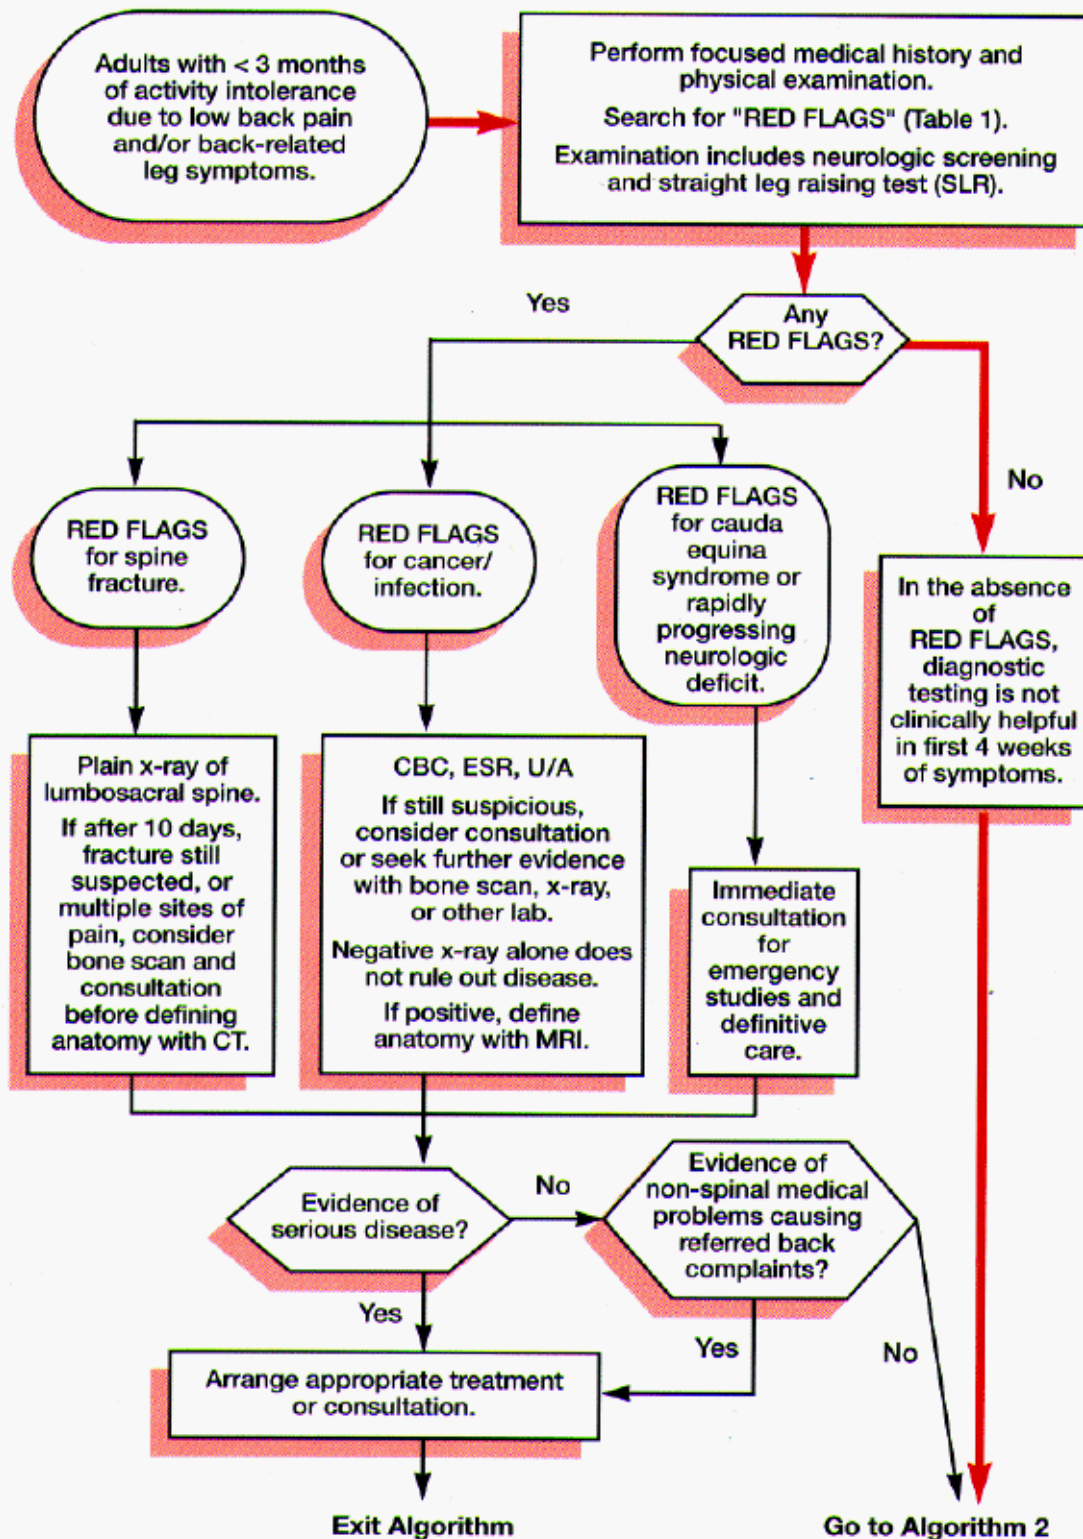 Adults with < 3 months
of activity intolerance
due to low back pain
and/or back-related
leg symptoms.
Perform focused medical history and
physical examination.
Search for "RED FLAGS" (Table 1).
Examination includes neurologic screening
and straight leg raising test (SLR).
Any
RED FLAGS?
Yes
No
RED FLAGS
for spine
fracture.
RED FLAGS
for cancer/
infection.
RED FLAGS
for cauda
equina
syndrome or
rapidly
progressing
neurologic
deficit.
In the absence
of
RED FLAGS,
diagnostic
testing is not
clinically helpful
in first 4 weeks
of symptoms.
Plain x-ray of
lumbosacral spine.
If after 10 days,
fracture still
suspected, or
multiple sites of
pain, consider
bone scan and
consultation
before defining
anatomy with CT.
CBC, ESR, U/A
If still suspicious,
consider consultation
or seek further evidence
with bone scan, x-ray,
or other lab.
Negative x-ray alone does
not rule out disease.
If positive, define
anatomy with MRI.
Immediate
consultation
for
emergency
studies and
definitive
care.
Evidence of
serious disease?
No
Evidence of
non-spinal medical
problems causing
referred back
complaints?
Yes
Yes
No
Arrange appropriate treatment
or consultation.
Exit Algorithm
Go to Algorithm 2